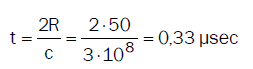 t = 2R/c = 2·50/3·10⁸ = 0,33 µsec